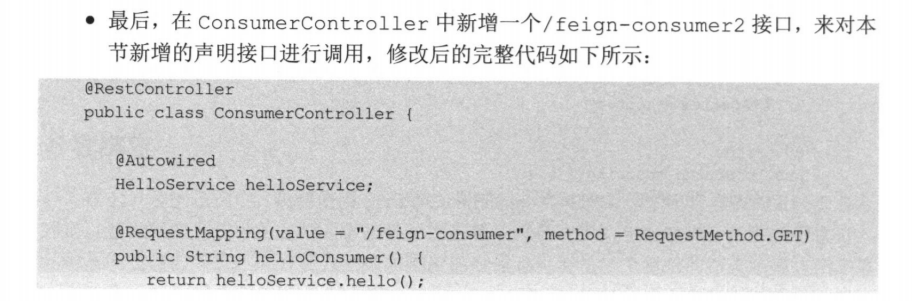 • 最后，在 ConsumerController 中新增一个/feign-consumer2 接口，来对本
节新增的声明接口进行调用，修改后的完整代码如下所示：
@RestController
public class ConsumerController {
@Autowired
HelloService helloService;
@RequestMapping(value = "/feign-consumer", method = RequestMethod.GET)
public String helloConsumer() {
return helloService.hello();